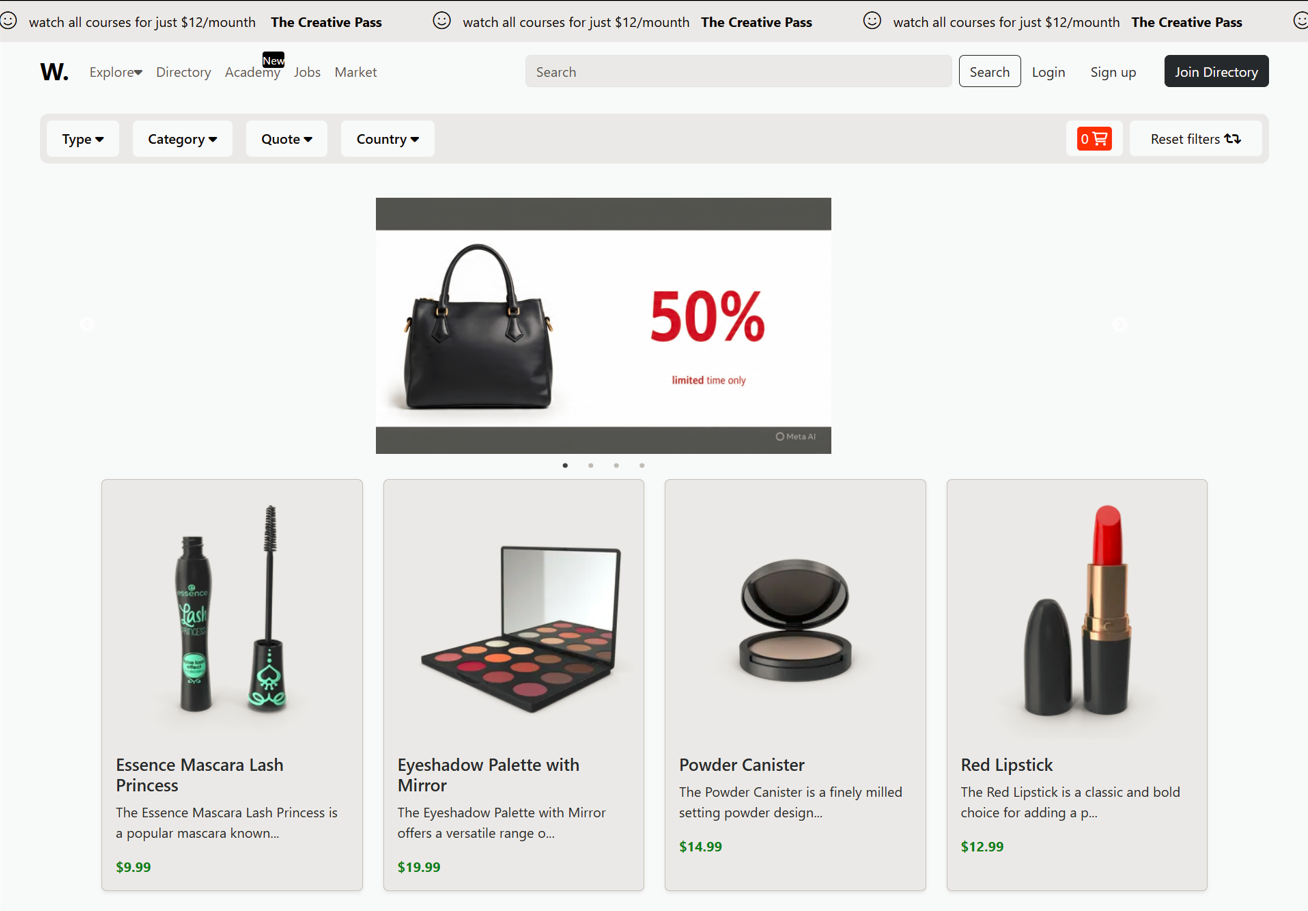 watch all courses for just $12/mounth The Creative Pass watch all courses for just $12/mounth The Creative Pass watch all courses for just $12/mounth The Creative Pass
W. Explore Directory Academy New Jobs Market Search Search Login Sign up Join Directory
Type Category Quote Country 0 Reset filters
50%
limited time only
Meta AI
essence
Lash
PRINCESS
Essence Mascara Lash
Princess
The Essence Mascara Lash Princess is
a popular mascara known...
$9.99
Eyeshadow Palette with
Mirror
The Eyeshadow Palette with Mirror
offers a versatile range o...
$19.99
Powder Canister
The Powder Canister is a finely milled
setting powder design...
$14.99
Red Lipstick
The Red Lipstick is a classic and bold
choice for adding a p...
$12.99